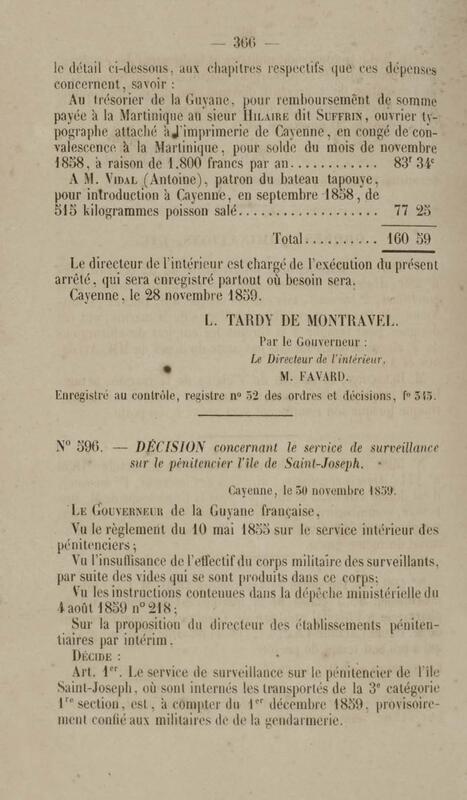 — 366 —
le détail ci-dessous, aux chapitres respectifs que ces dépenses
concernent, savoir :
Au trésorier de la Guyane, pour remboursement de somme
payée à la Martinique au sieur HILAIRE dit SUFFRIN, ouvrier ty-
pographe attaché à l'imprimerie de Cayenne, en congé de con-
valescence à la Martinique, pour solde du mois de novembre
1858, à raison de 1,800 francs par an............ 83f 34c
A M. VIDAL (Antoine), patron du bateau tapouye,
pour introduction à Cayenne, en septembre 1858, de
515 kilogrammes poisson salé.................... 77 25
Total.......... 160 59
Le directeur de l'intérieur est chargé de l'exécution du présent
arrêté, qui sera enregistré partout où besoin sera.
Cayenne, le 28 novembre 1859.
L. TARDY DE MONTRAVEL.
Par le Gouverneur :
Le Directeur de l'intérieur,
M. FAVARD.
Enregistré au contrôle, registre nº 52 des ordres et décisions, fº 345.
Nº 596. — DÉCISION concernant le service de surveillance
sur le pénitencier l'île de Saint-Joseph.
Cayenne, le 30 novembre 1859.
LE GOUVERNEUR de la Guyane française,
Vu le règlement du 10 mai 1855 sur le service intérieur des
pénitenciers ;
Vu l'insuffisance de l'effectif du corps militaire des surveillants,
par suite des vides qui se sont produits dans ce corps;
Vu les instructions contenues dans la dépêche ministérielle du
4 août 1859 nº 218 ;
Sur la proposition du directeur des établissements péniten-
tiaires par intérim,
DÉCIDE :
Art. 1er. Le service de surveillance sur le pénitencier de l'île
Saint-Joseph, où sont internés les transportés de la 3e catégorie
1re section, est, à compter du 1er décembre 1859, provisoire-
ment confié aux militaires de de la gendarmerie.